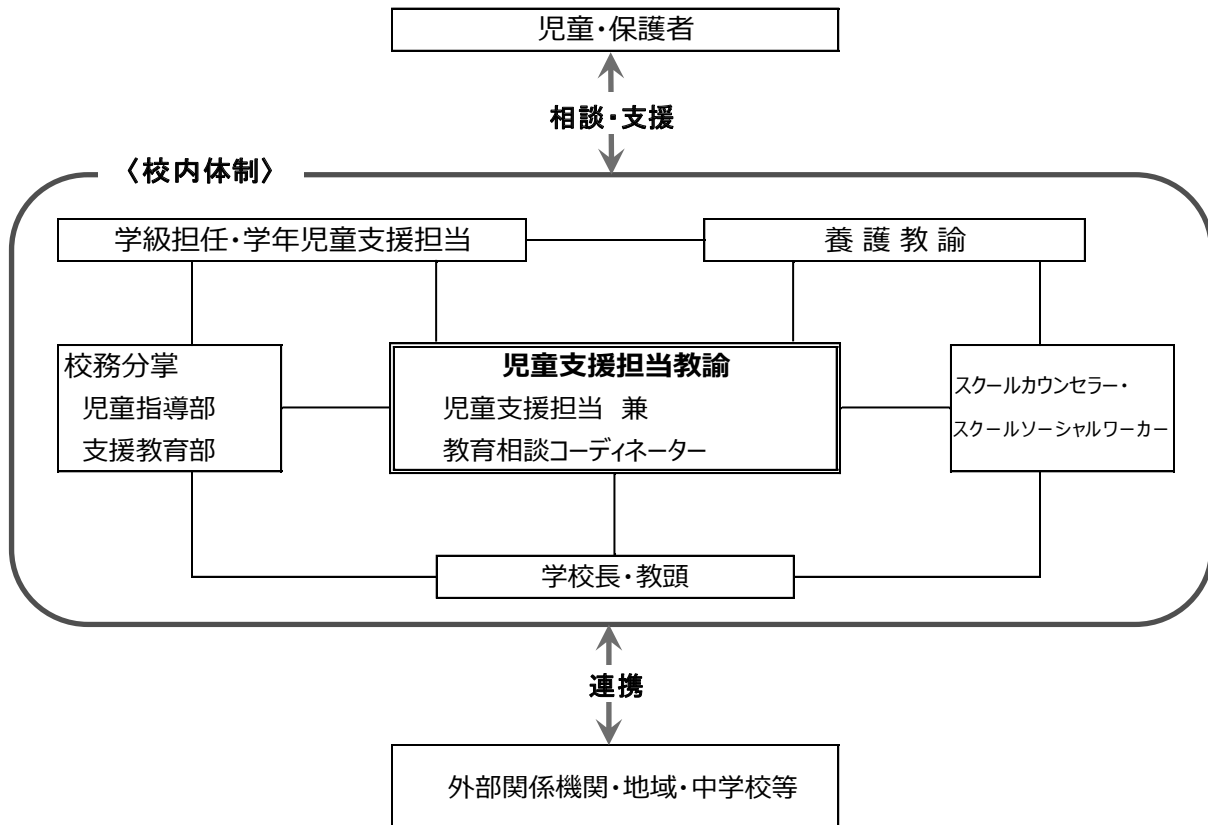 児童・保護者
相談・支援
〈校内体制〉
学級担任・学年児童支援担当
養護教諭
校務分掌
児童指導部
支援教育部
児童支援担当教諭
児童支援担当 兼
教育相談コーディネーター
スクールカウンセラー・
スクールソーシャルワーカー
学校長・教頭
連携
外部関係機関・地域・中学校等